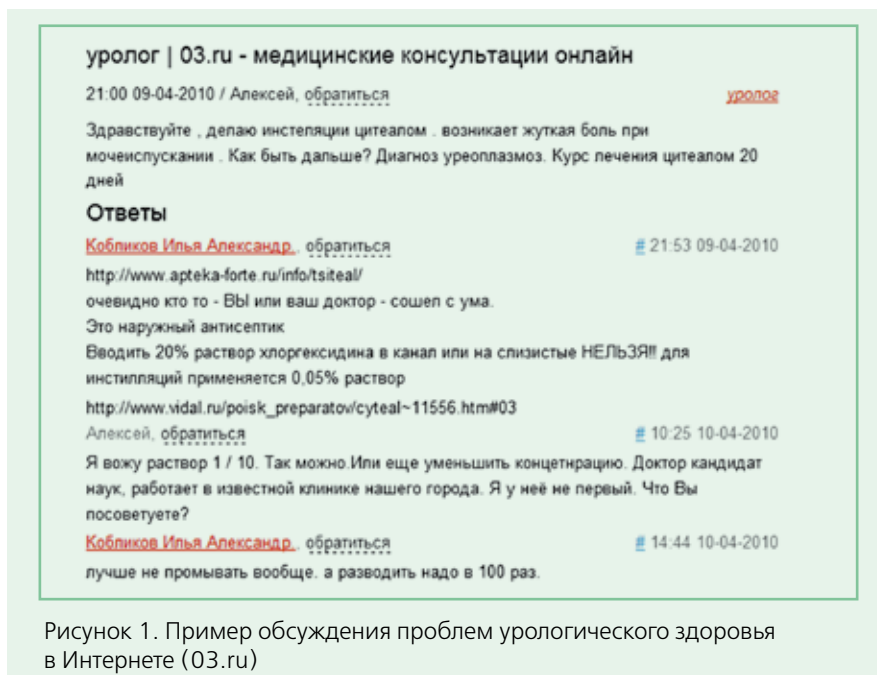 уролог | 03.ru - медицинские консультации онлайн
21:00 09-04-2010 / Алексей, обратиться уролог
Здравствуйте , делаю инстеляции цитеалом . возникает жуткая боль при
мочеиспускании . Как быть дальше? Диагноз уреоплазмоз. Курс лечения цитеалом 20
дней
Ответы
Кобликов Илья Александр., обратиться # 21:53 09-04-2010
http://www.apteka-forte.ru/info/tsiteal/
очевидно кто то - ВЫ или ваш доктор - сошел с ума.
Это наружный антисептик
Вводить 20% раствор хлоргексидина в канал или на слизистые НЕЛЬЗЯ!! для
инстилляций применяется 0,05% раствор
http://www.vidal.ru/poisk_preparatov/cyteal~11556.htm#03
Алексей, обратиться # 10:25 10-04-2010
Я вожу раствор 1 / 10. Так можно.Или еще уменьшить концетнрацию. Доктор кандидат
наук, работает в известной клинике нашего города. Я у неё не первый. Что Вы
посоветуете?
Кобликов Илья Александр., обратиться # 14:44 10-04-2010
лучше не промывать вообще. а разводить надо в 100 раз.
Рисунок 1. Пример обсуждения проблем урологического здоровья
в Интернете (03.ru)